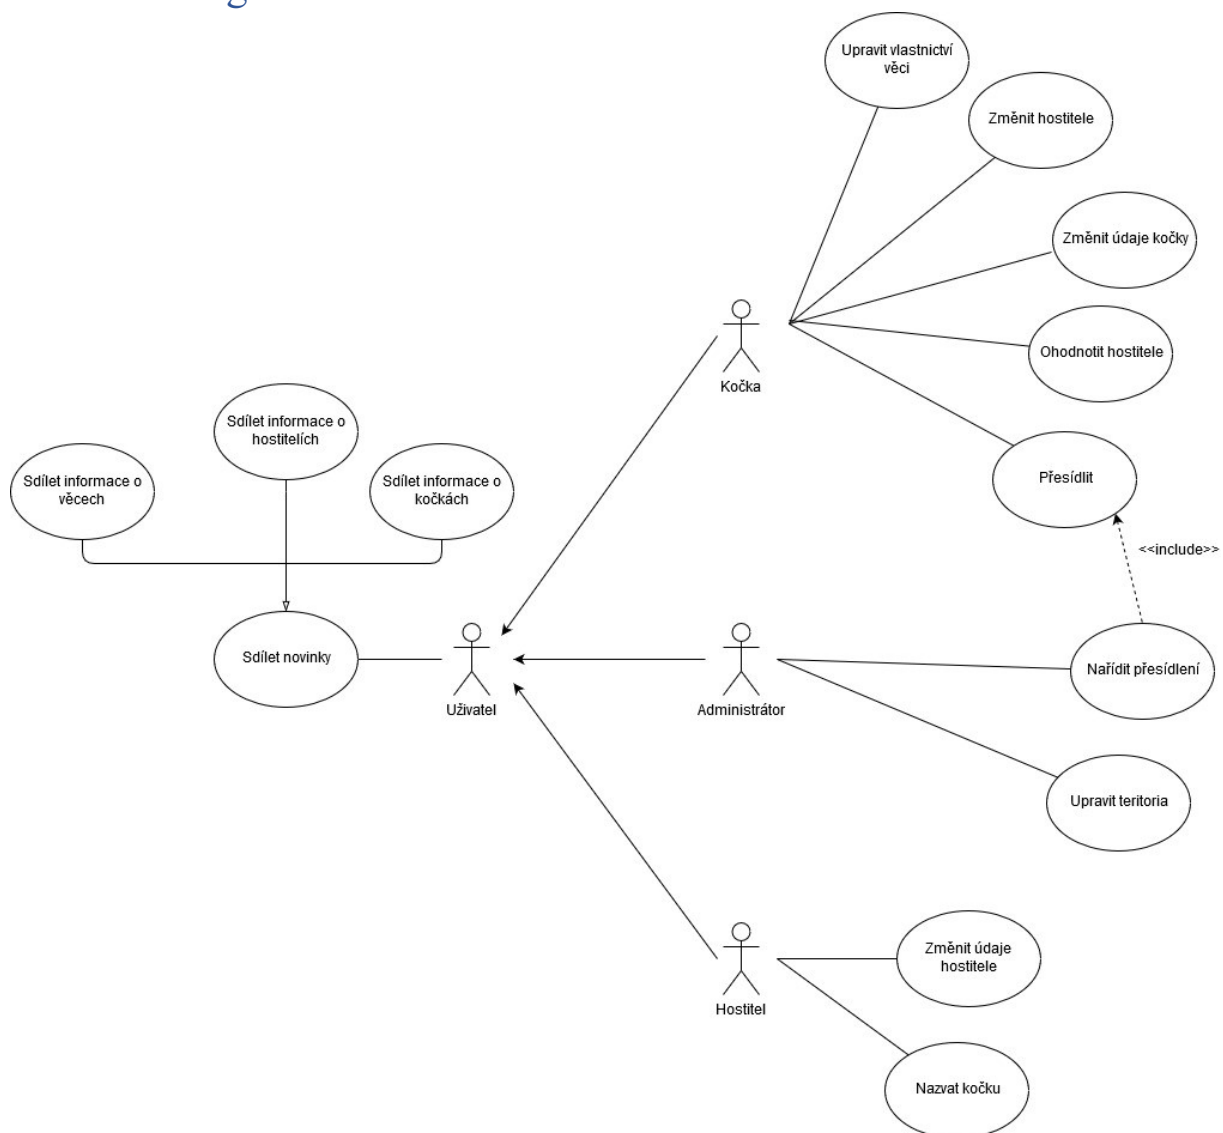 Upravit vlastnictví
věci
Změnit hostitele
Změnit údaje kočky
Ohodnotit hostitele
Kočka
Sdílet informace o
hostitelích
Sdílet informace o
věcech
Sdílet informace o
kočkách
Přesídlit
<<include>>
Sdílet novinky
Uživatel
Administrátor
Nařídit přesídlení
Upravit teritoria
Změnit údaje
hostitele
Hostitel
Nazvat kočku